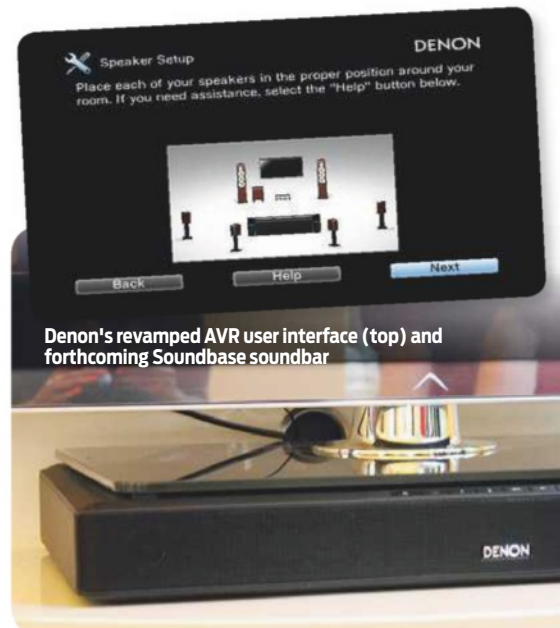 Speaker Setup
DENON
Place each of your speakers in the proper position around your
room. If you need assistance, select the "Help" button below.
Back
Help
Next
Denon's revamped AVR user interface (top) and
forthcoming Soundbase soundbar
DENON